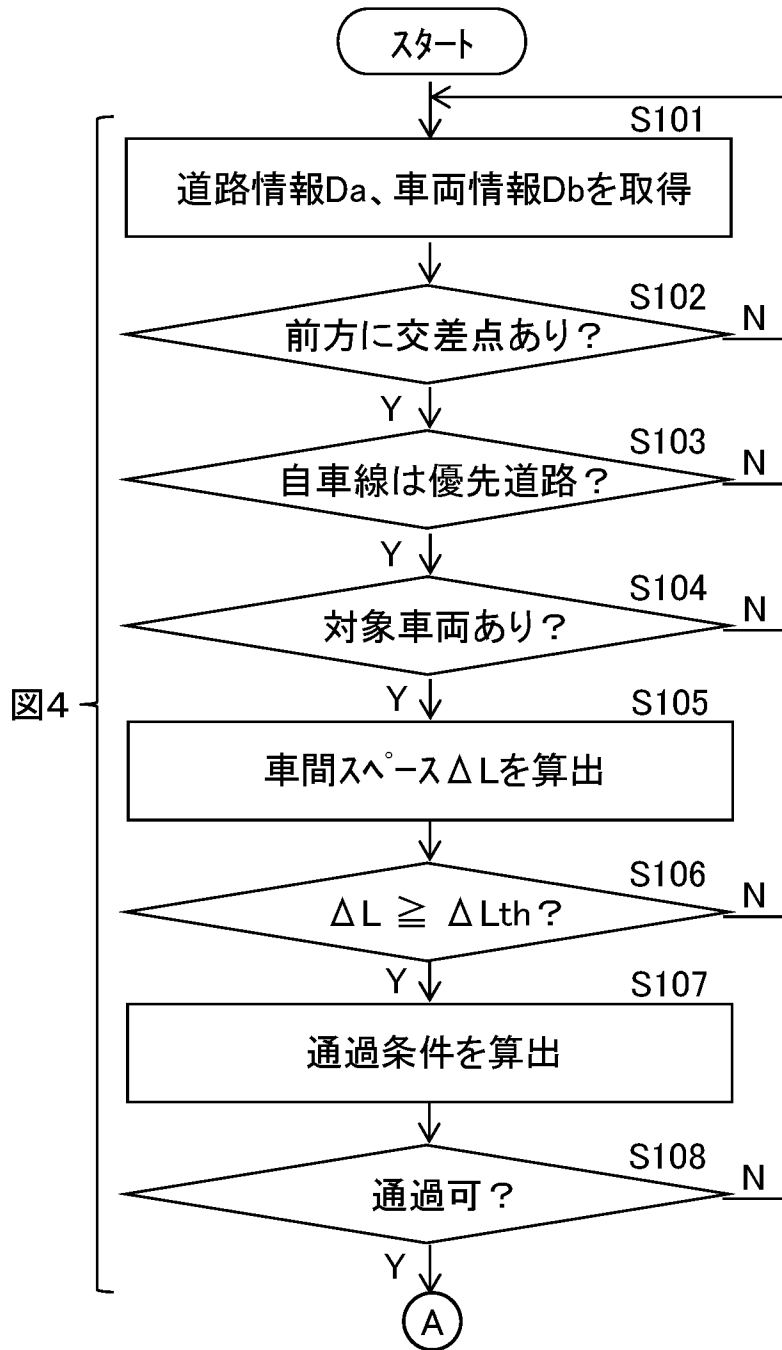 スタート
S101
道路情報Da、車両情報Dbを取得
S102
前方に交差点あり？
N
Y
S103
自車線は優先道路？
N
Y
S104
対象車両あり？
N
Y
図4
S105
車間スペースΔLを算出
S106
ΔL ≧ ΔLth？
N
Y
S107
通過条件を算出
S108
通過可？
N
Y
A